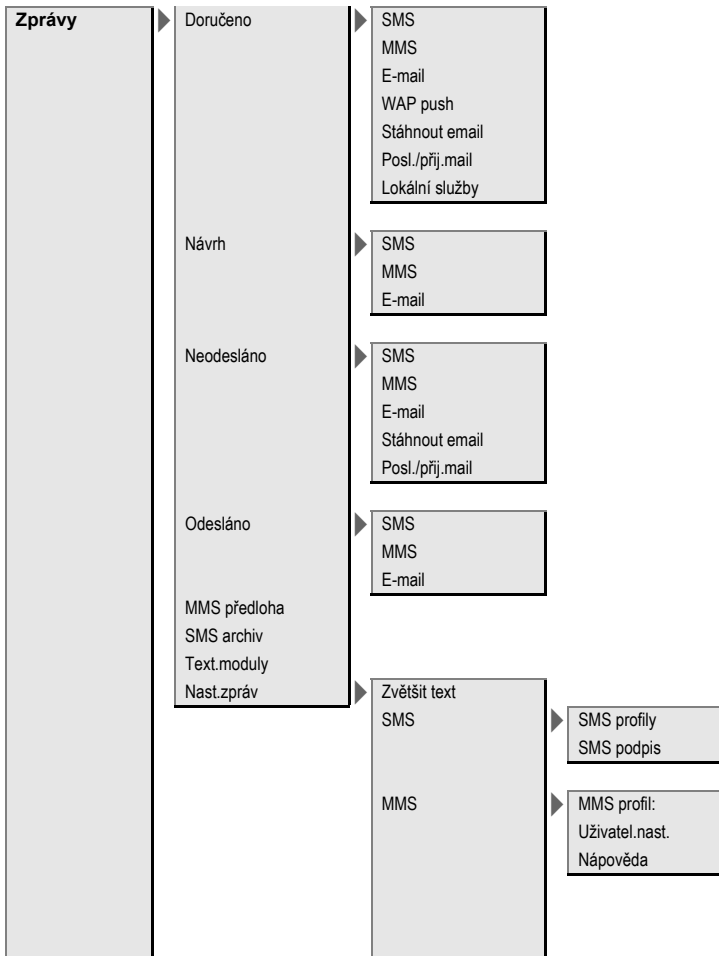 Zprávy
Doručeno
SMS
MMS
E-mail
WAP push
Stáhnout email
Posl./přij.mail
Lokální služby
Návrh
SMS
MMS
E-mail
Neodesláno
SMS
MMS
E-mail
Stáhnout email
Posl./přij.mail
Odesláno
SMS
MMS
E-mail
MMS předloha
SMS archiv
Text.moduly
Nast.zpráv
Zvětšit text
SMS
SMS profily
SMS podpis
MMS
MMS profil:
Uživatel.nast.
Nápověda